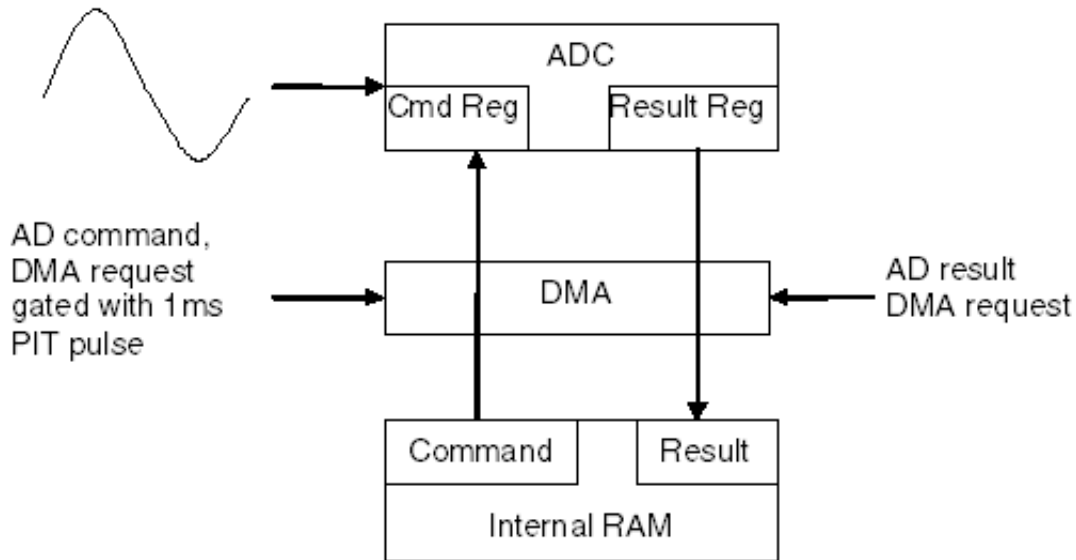 ADC
Cmd Reg
Result Reg
AD command,
DMA request
gated with 1ms
PIT pulse
DMA
AD result
DMA request
Command
Result
Internal RAM